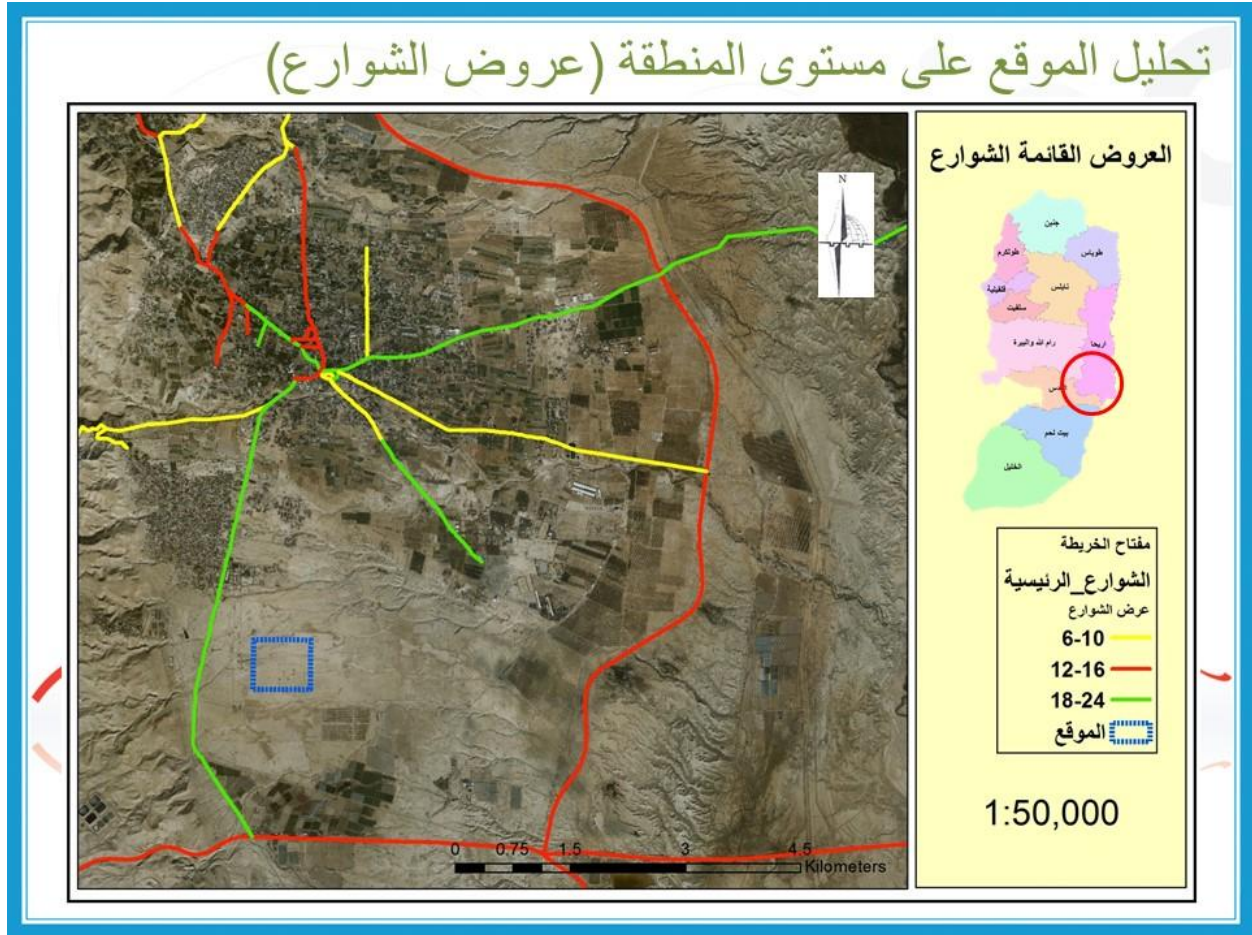 تحليل الموقع على مستوى المنطقة (عروض الشوارع)
N
0 0.75 1.5 3 4.5
Kilometers
العروض القائمة الشوارع
جنين
طوباس
طولكرم
نابلس
قلقيلية
سلفيت
رام الله والبيرة
اريحا
بيت لحم
الخليل
مفتاح الخريطة
الشوارع_الرئيسية
عرض الشوارع
6-10
12-16
18-24
الموقع
1:50,000